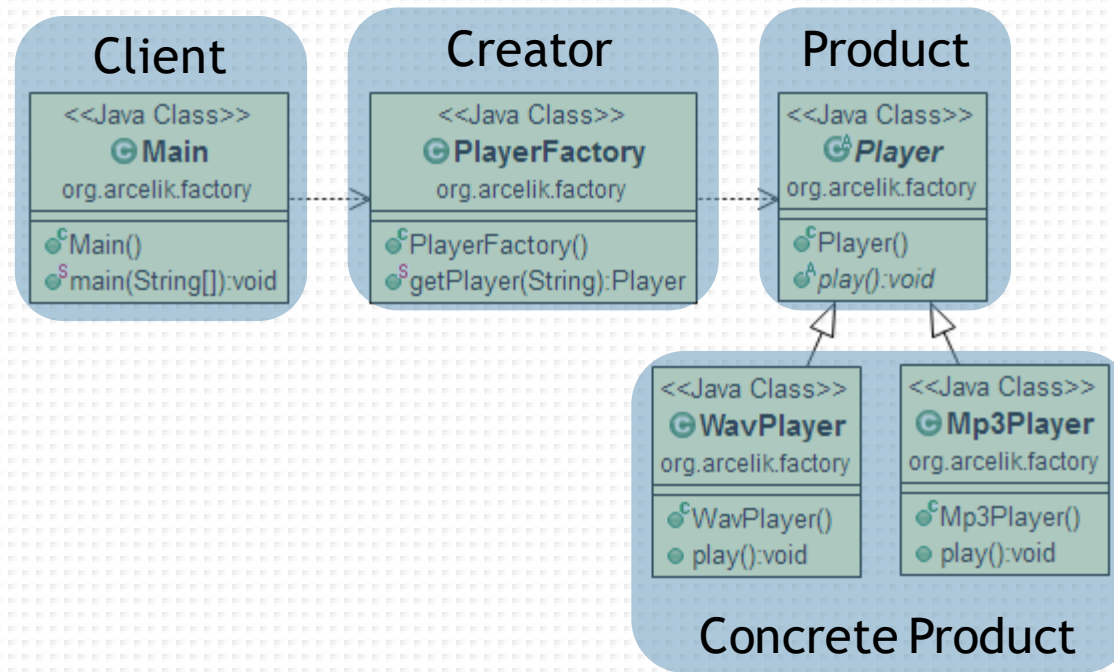 Client
<<Java Class>>
Main
org.arcelik.factory
Main()
main(String[]):void
Creator
<<Java Class>>
PlayerFactory
org.arcelik.factory
PlayerFactory()
getPlayer(String):Player
Product
<<Java Class>>
Player
org.arcelik.factory
Player()
play():void
<<Java Class>>
WavPlayer
org.arcelik.factory
WavPlayer()
play():void
<<Java Class>>
Mp3Player
org.arcelik.factory
Mp3Player()
play():void
Concrete Product